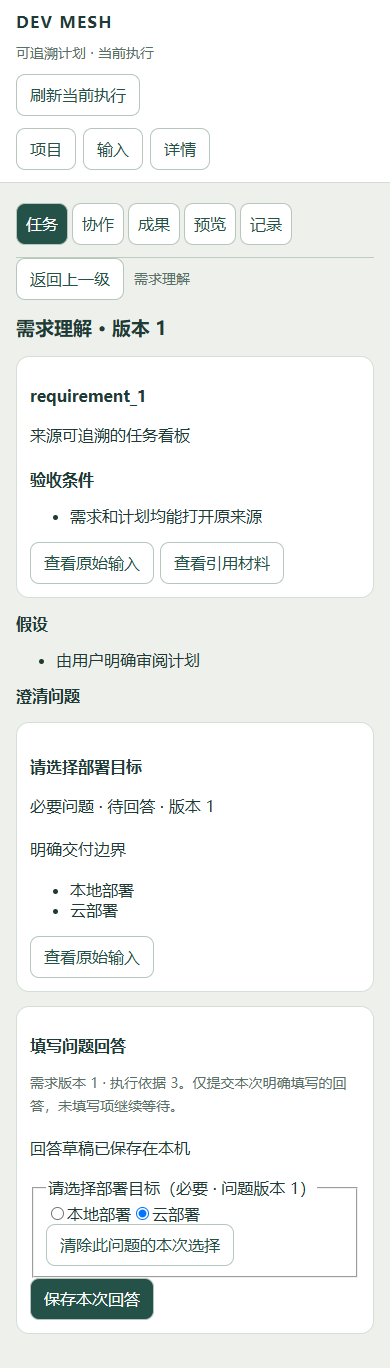 DEV MESH
可追溯计划 · 当前执行
刷新当前执行
项目 输入 详情
任务 协作 成果 预览 记录
返回上一级 需求理解
需求理解 · 版本 1
requirement_1
来源可追溯的任务看板
验收条件
• 需求和计划均能打开原来源
查看原始输入 查看引用材料
假设
• 由用户明确审阅计划
澄清问题
请选择部署目标
必要问题 · 待回答 · 版本 1
明确交付边界
• 本地部署
• 云部署
查看原始输入
填写问题回答
需求版本 1 · 执行依据 3。仅提交本次明确填写的回
答，未填写项继续等待。
回答草稿已保存在本机
请选择部署目标（必要 · 问题版本 1）
本地部署 云部署
清除此问题的本次选择
保存本次回答